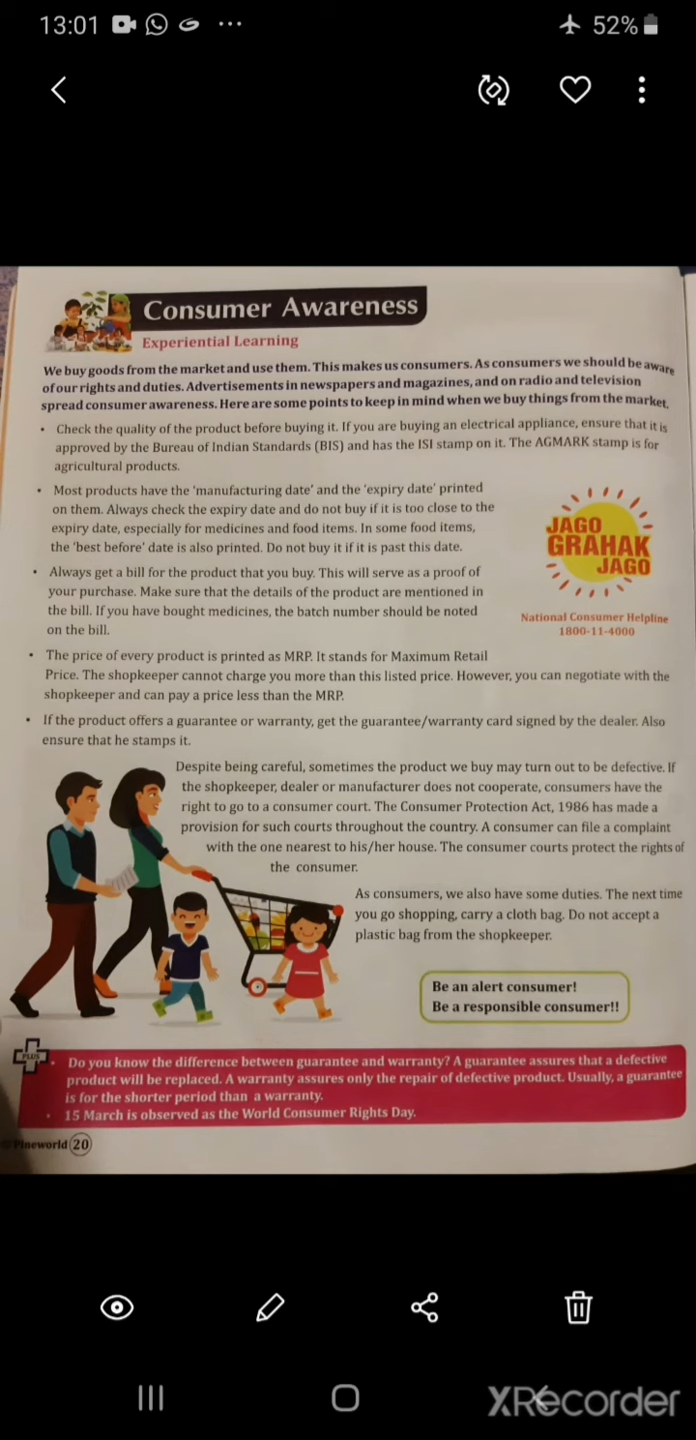 13:01
52%
Consumer Awareness
Experiential Learning
We buy goods from the market and use them. This makes us consumers. As consumers we should be aware
of our rights and duties. Advertisements in newspapers and magazines, and on radio and television
spread consumer awareness. Here are some points to keep in mind when we buy things from the market.
• Check the quality of the product before buying it. If you are buying an electrical appliance, ensure that it is
approved by the Bureau of Indian Standards (BIS) and has the ISI stamp on it. The AGMARK stamp is for
agricultural products.
• Most products have the 'manufacturing date' and the 'expiry date' printed
on them. Always check the expiry date and do not buy if it is too close to the
expiry date, especially for medicines and food items. In some food items,
the 'best before' date is also printed. Do not buy it if it is past this date.
• Always get a bill for the product that you buy. This will serve as a proof of
your purchase. Make sure that the details of the product are mentioned in
the bill. If you have bought medicines, the batch number should be noted
on the bill.
JAGO
GRAHAK
JAGO
National Consumer Helpline
1800-11-4000
• The price of every product is printed as MRP. It stands for Maximum Retail
Price. The shopkeeper cannot charge you more than this listed price. However, you can negotiate with the
shopkeeper and can pay a price less than the MRP.
• If the product offers a guarantee or warranty, get the guarantee/warranty card signed by the dealer. Also
ensure that he stamps it.
Despite being careful, sometimes the product we buy may turn out to be defective. If
the shopkeeper, dealer or manufacturer does not cooperate, consumers have the
right to go to a consumer court. The Consumer Protection Act, 1986 has made a
provision for such courts throughout the country. A consumer can file a complaint
with the one nearest to his/her house. The consumer courts protect the rights of
the consumer.
As consumers, we also have some duties. The next time
you go shopping, carry a cloth bag. Do not accept a
plastic bag from the shopkeeper.
Be an alert consumer!
Be a responsible consumer!!
PLUS
• Do you know the difference between guarantee and warranty? A guarantee assures that a defective
product will be replaced. A warranty assures only the repair of defective product. Usually, a guarantee
is for the shorter period than a warranty.
• 15 March is observed as the World Consumer Rights Day.
Pineworld 20
XRecorder